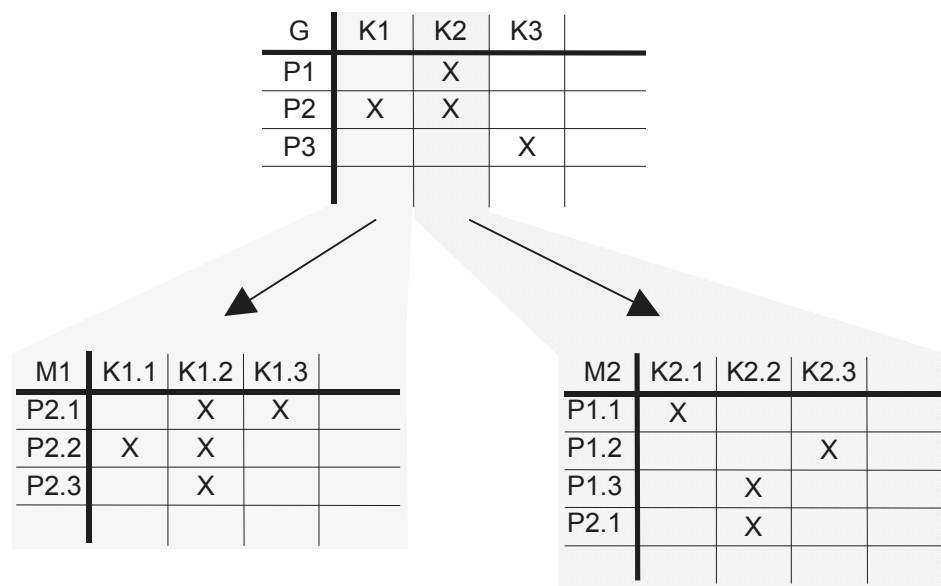 G K1 K2 K3
P1 X
P2 X X
P3 X
M1 K1.1 K1.2 K1.3
P2.1 X X
P2.2 X X
P2.3 X
M2 K2.1 K2.2 K2.3
P1.1 X
P1.2 X
P1.3 X
P2.1 X